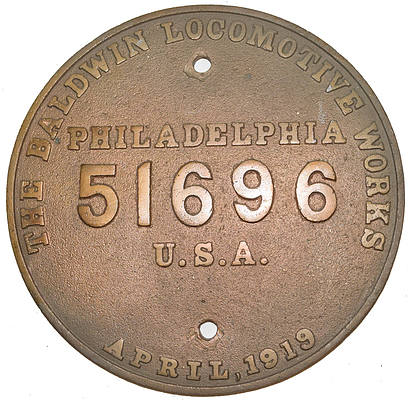 THE BALDWIN LOCOMOTIVE WORKS
PHILADELPHIA
51696
U.S.A.
APRIL, 1919